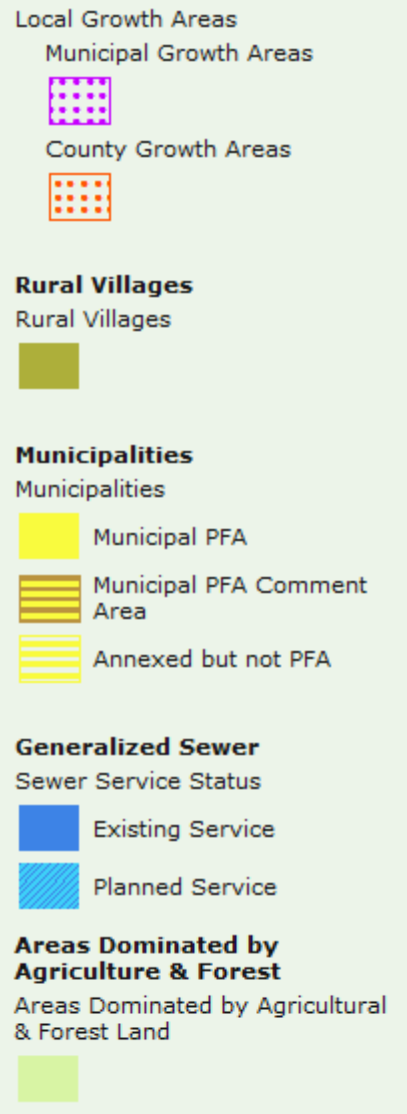 Local Growth Areas
Municipal Growth Areas
County Growth Areas
Rural Villages
Rural Villages
Municipalities
Municipalities
Municipal PFA
Municipal PFA Comment
Area
Annexed but not PFA
Generalized Sewer
Sewer Service Status
Existing Service
Planned Service
Areas Dominated by
Agriculture & Forest
Areas Dominated by Agricultural
& Forest Land